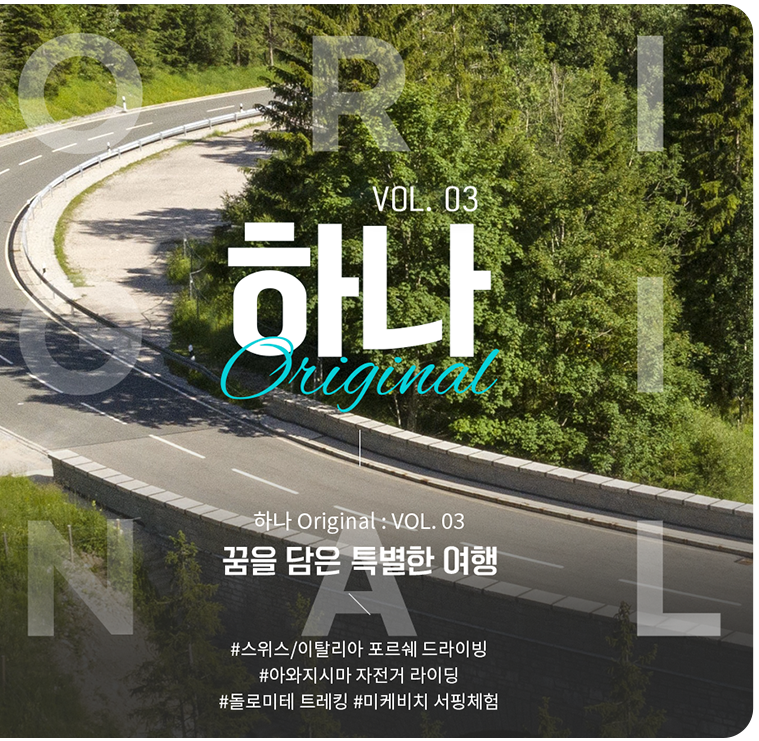 O R I
VOL. 03
하나
G I
Original
하나 Original : VOL. 03
꿈을 담은 특별한 여행
N A L
#스위스/이탈리아 포르쉐 드라이빙
#아와지시마 자전거 라이딩
#돌로미테 트레킹 #미케비치 서핑체험